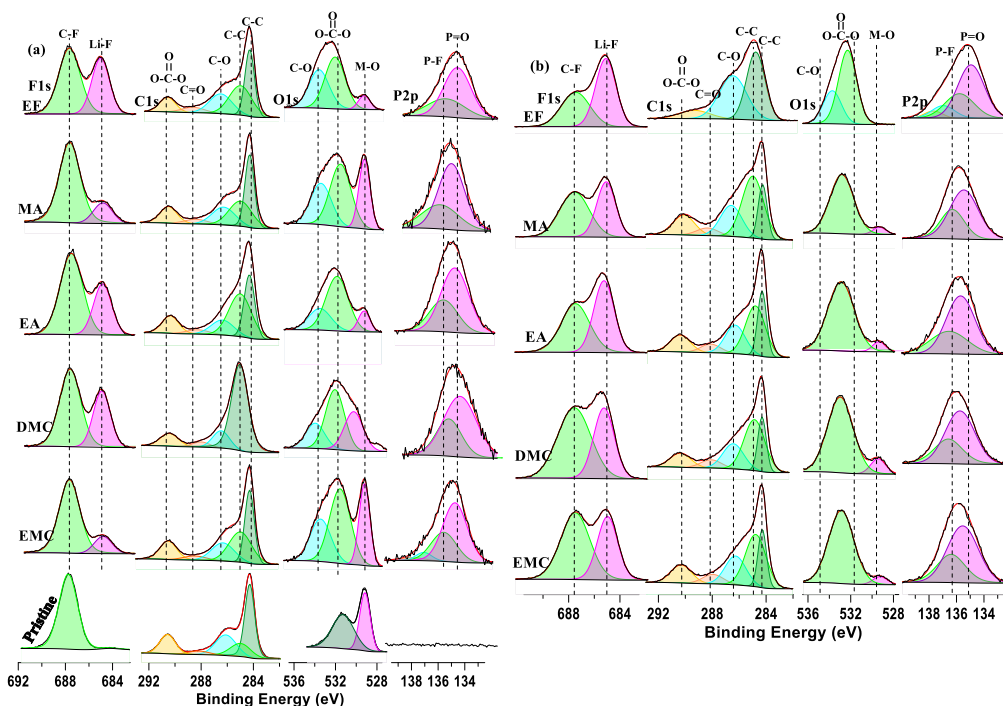 (a)
C-F
Li-F
F1s
EF
O
O-C-O
C=O
C-O
C-C
C-C
C1s
O
O-C-O
C-O
M-O
O1s
P=O
P-F
P2p
MA
EA
DMC
EMC
Pristine
692 688 684
292 288 284
536 532 528
138 136 134
Binding Energy (eV)
(b)
Li-F
C-F
F1s
EF
C-C
C-C
C-O
O
O-C-O
C=O
C1s
O
O-C-O
M-O
C-O
O1s
P=O
P-F
P2p
MA
EA
DMC
EMC
688 684
292 288 284
536 532 528
138 136 134
Binding Energy (eV)